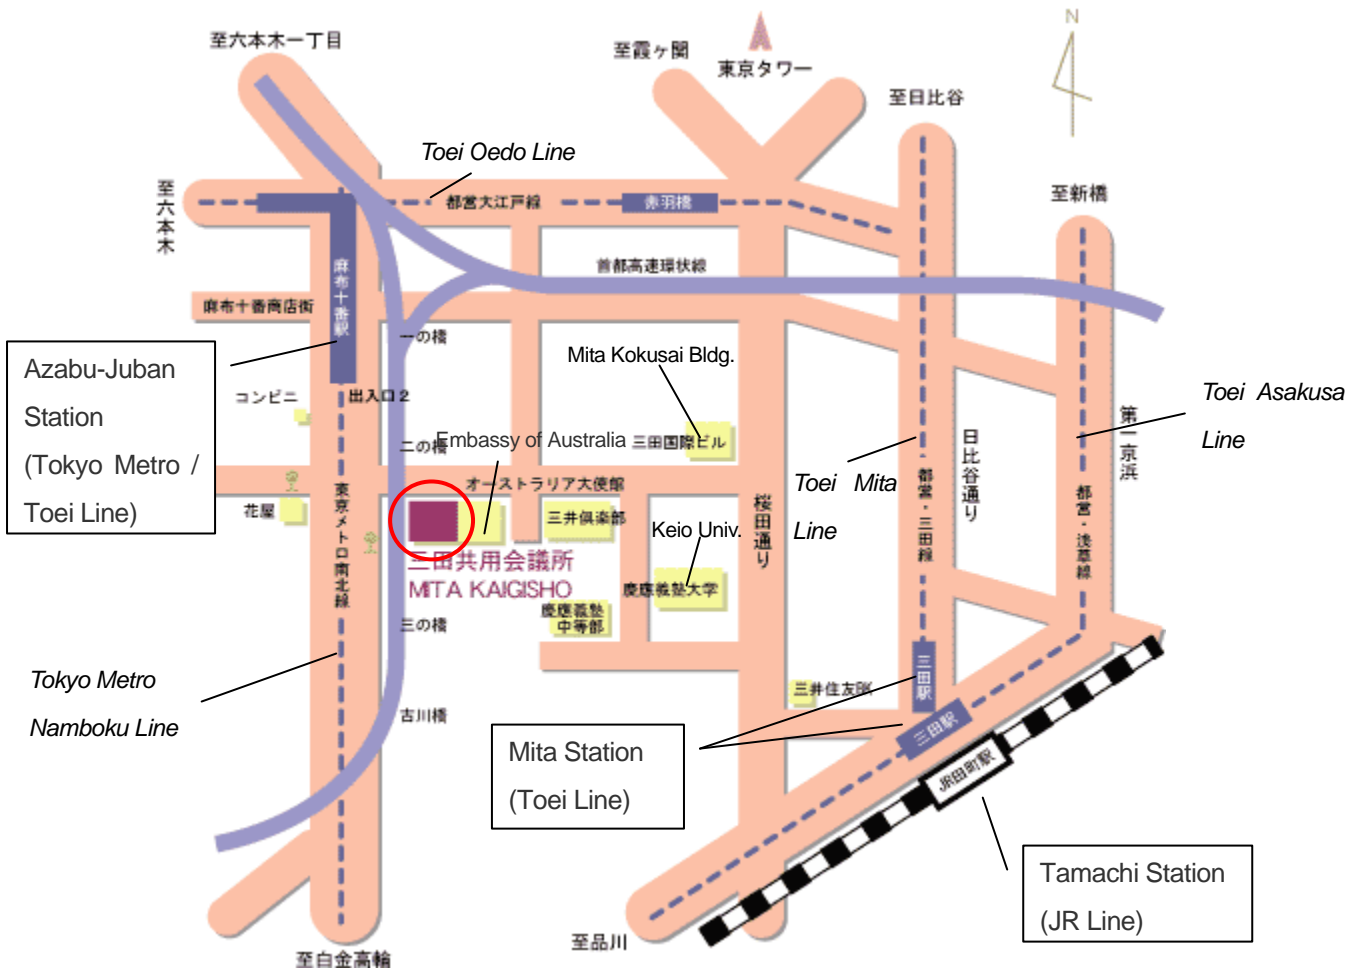 N
至六本木一丁目
至霞ヶ関
東京タワー
至日比谷
Toei Oedo Line
至六本木
都営大江戸線
赤羽橋
至新橋
首都高速環状線
麻布十番駅
麻布十番商店街
一の橋
Azabu-Juban
Station
(Tokyo Metro /
Toei Line)
Mita Kokusai Bldg.
コンビニ
出入口2
Toei Asakusa
Line
第一京浜
二の橋
Embassy of Australia
三田国際ビル
日比谷通り
オーストラリア大使館
Toei Mita
Line
都営・三田線
都営・浅草線
桜田通り
花屋
東京メトロ南北線
三井倶楽部
Keio Univ.
三田共用会議所
MITA KAIGISHO
慶應義塾大学
慶應義塾
中等部
三の橋
Tokyo Metro
Namboku Line
三田駅
三井住友BK
古川橋
三田駅
Mita Station
(Toei Line)
JR田町駅
Tamachi Station
(JR Line)
至品川
至白金高輪